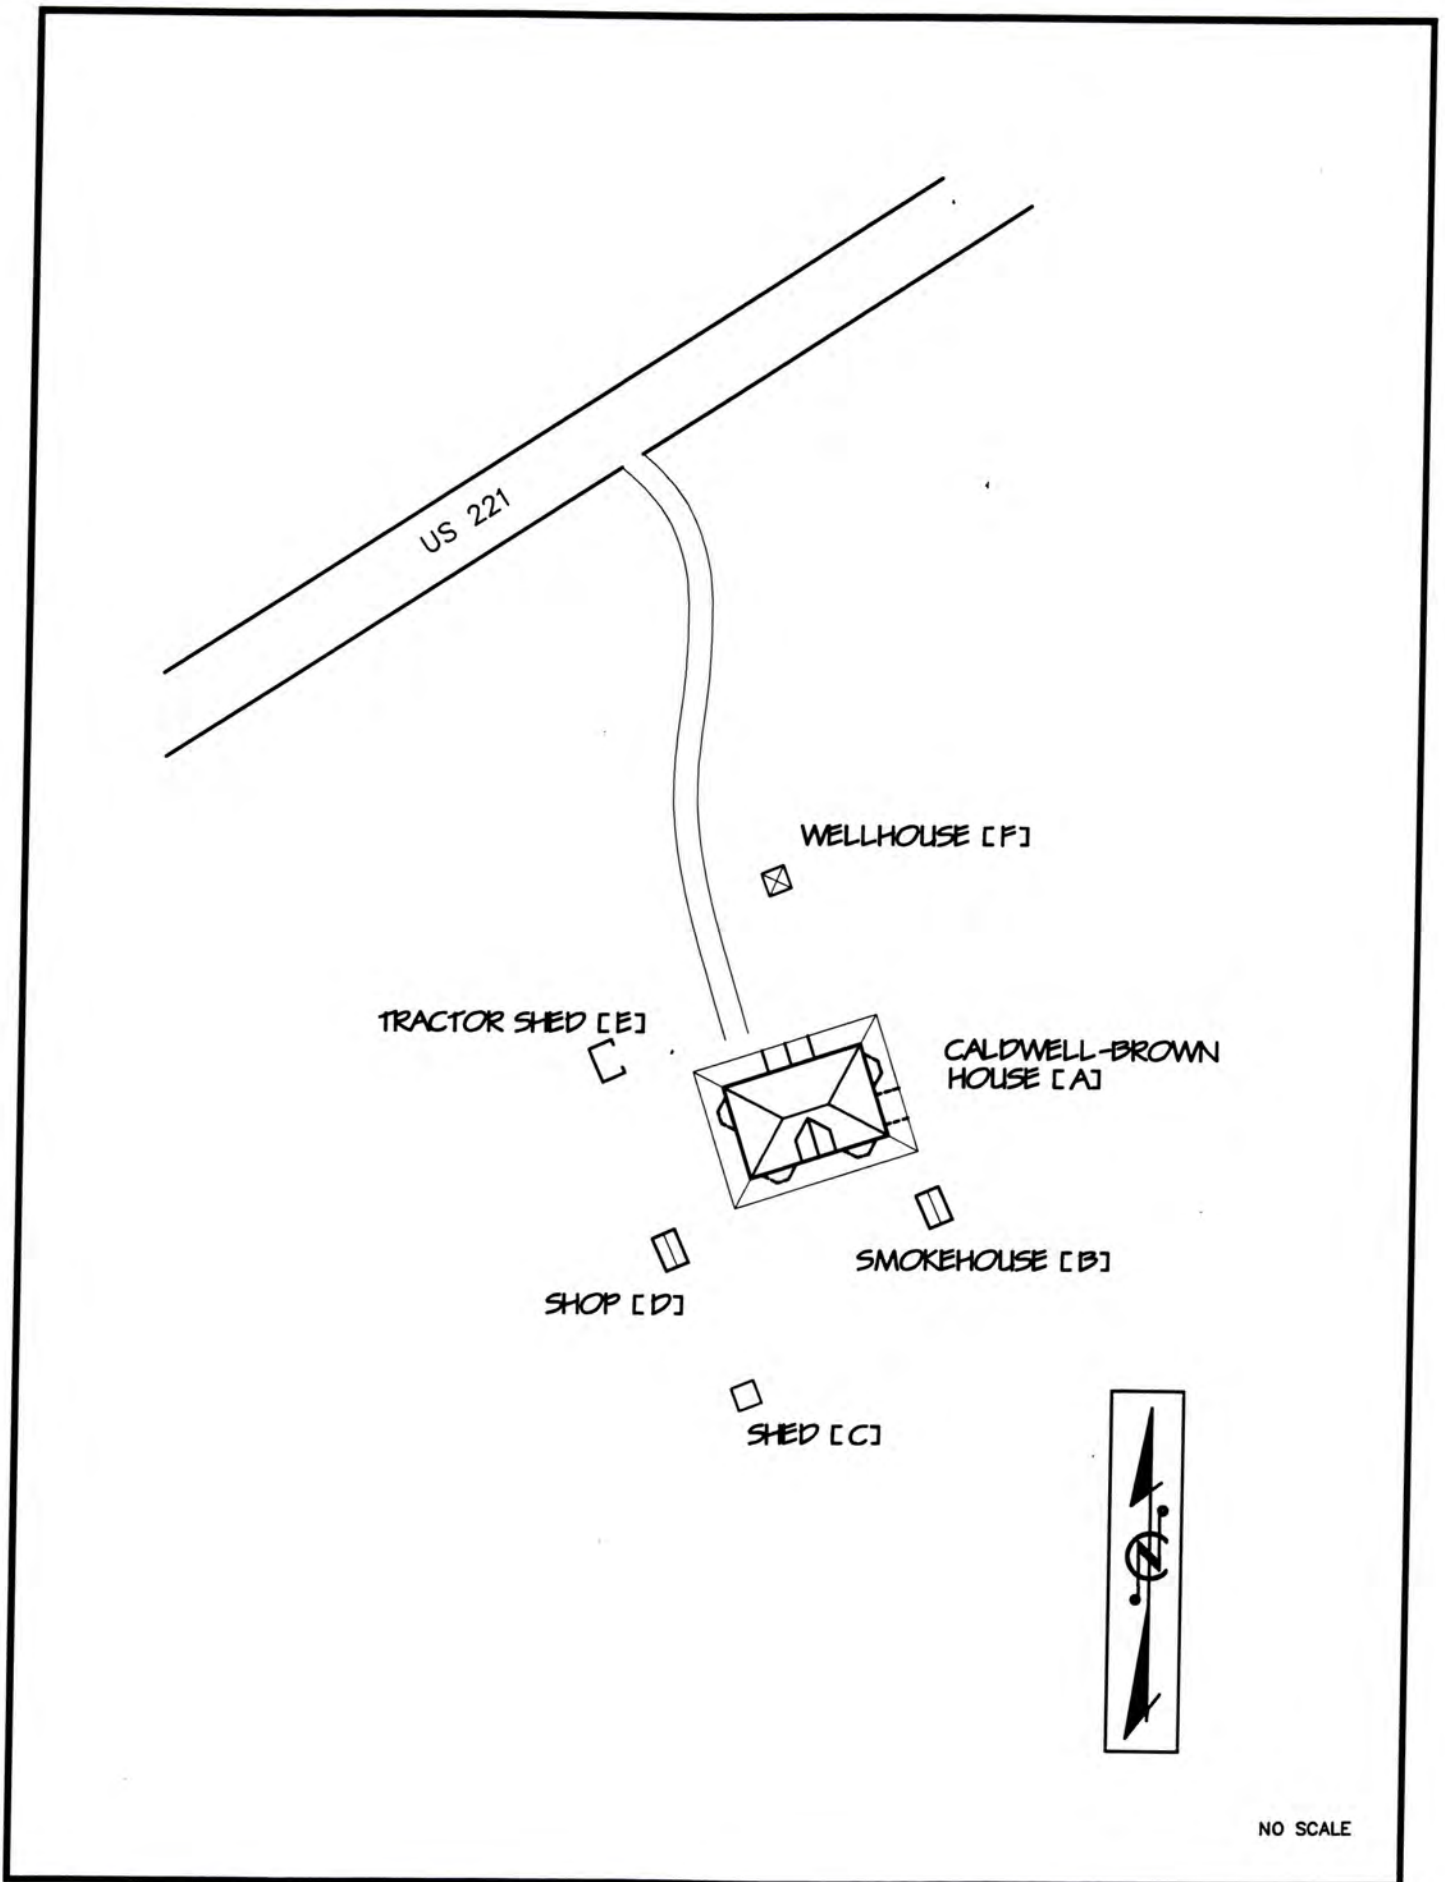 US 221
WELLHOUSE [F]
TRACTOR SHED [E]
CALDWELL-BROWN
HOUSE [A]
SMOKEHOUSE [B]
SHOP [D]
SHED [C]
N
NO SCALE